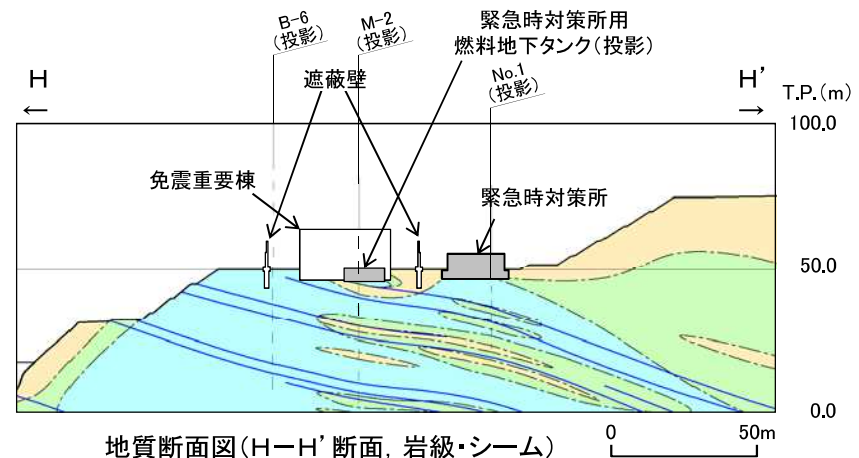 B-6
(投影)
M-2
(投影)
緊急時対策所用
燃料地下タンク(投影)
No.1
(投影)
H
←
遮蔽壁
H'
→
T.P.(m)
100.0
免震重要棟
緊急時対策所
50.0
0.0
地質断面図(H-H'断面, 岩級・シーム)
0
50m